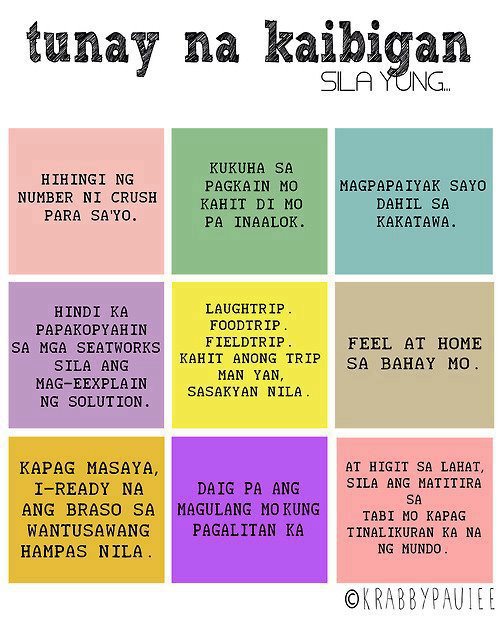 tunay na kaibigan
SILA YUNG...
HIHINGI NG
NUMBER NI CRUSH
PARA SA'YO.
KUKUHA SA
PAGKAIN MO
KAHIT DI MO
PA INAALOK.
MAGPAPAIYAK SAYO
DAHIL SA
KAKATAWA.
HINDI KA
PAPAKOPYAHIN
SA MGA SEATWORKS
SILA ANG
MAG-EEXPLAIN
NG SOLUTION.
LAUGHTRIP.
FOODTRIP.
FIELDTRIP.
KAHIT ANONG TRIP
MAN YAN,
SASAKYAN NILA.
FEEL AT HOME
SA BAHAY MO.
KAPAG MASAYA,
I-READY NA
ANG BRASO SA
WANTUSAWANG
HAMPAS NILA.
DAIG PA ANG
MAGULANG MO KUNG
PAGALITAN KA
AT HIGIT SA LAHAT,
SILA ANG MATITIRA
SA
TABI MO KAPAG
TINALIKURAN KA NA
NG MUNDO.
©KRABBYPAUIEE